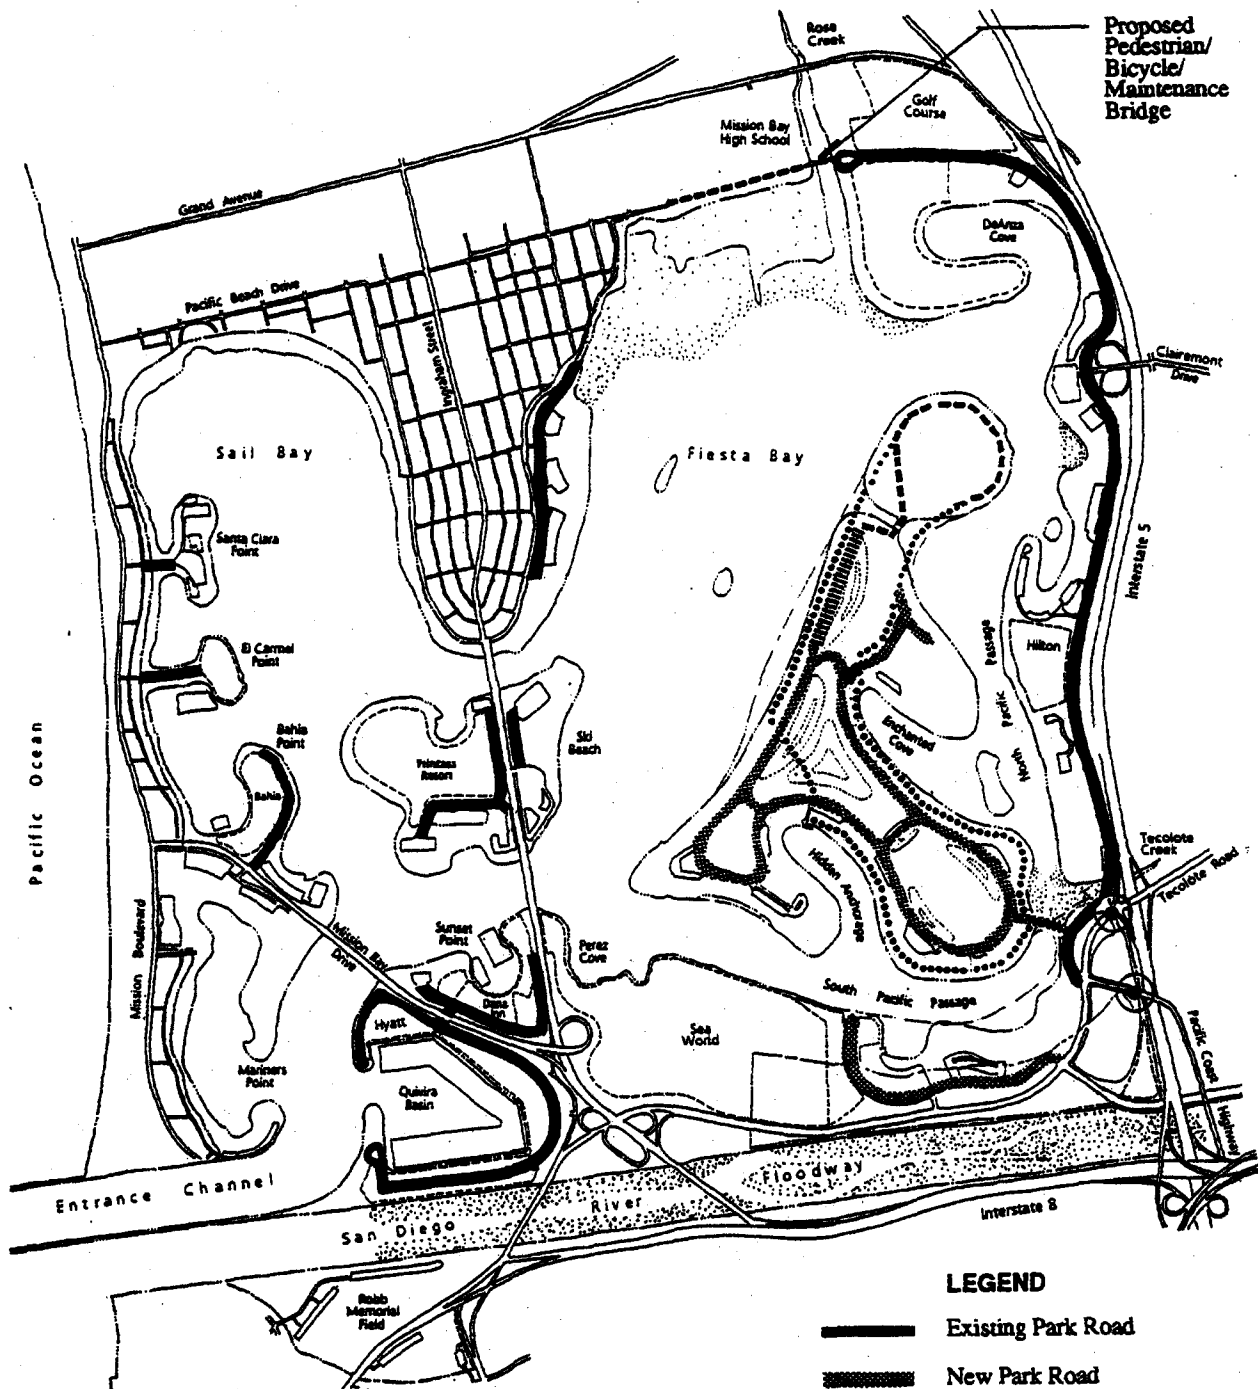 Proposed
Pedestrian/
Bicycle/
Maintenance
Bridge
Rose
Creek
Golf
Course
Mission Bay
High School
Grand Avenue
DeAnza
Cove
Pacific Beach Drive
Ingraham Street
Clairemont
Drive
Sail Bay
Fiesta Bay
Santa Clara
Point
Interstate 5
El Carmel
Point
Hilton
North Pacific Passage
Pacific Ocean
Bahia
Point
Bahia
Princess
Resort
Ski
Beach
Enchanted
Cove
Hidden Anchorage
Tecolote
Creek
Tecolote Road
Mission Boulevard
Mission Bay
Drive
Sunset
Point
Perez
Cove
Dana
Inn
South Pacific Passage
Hyatt
Sea
World
Pacific Coast Highway
Mariners
Point
Quivira
Basin
Entrance Channel
San Diego River Floodway
Interstate 8
Robb
Memorial
Field
LEGEND
Existing Park Road
New Park Road